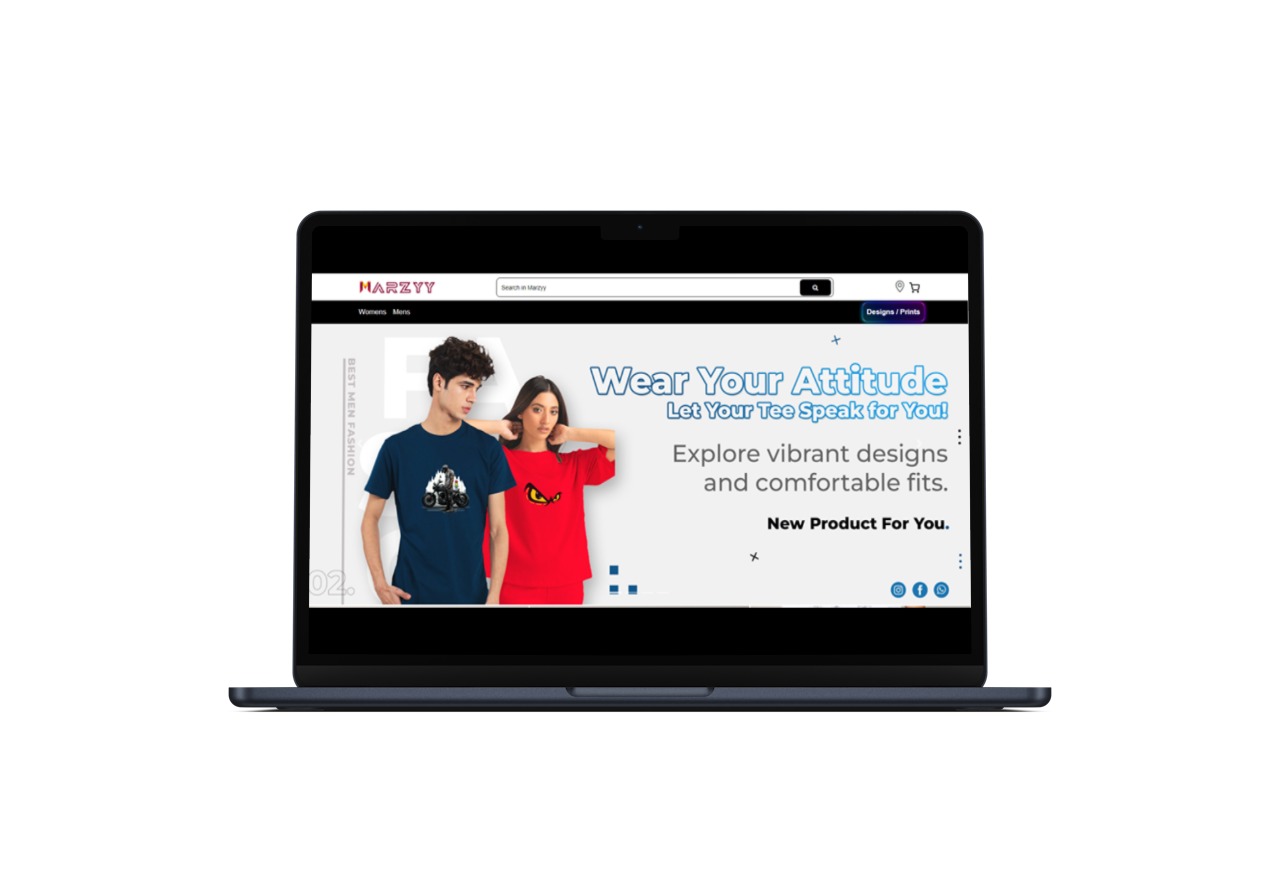 MARZYY
Search in Marzyy
Womens Mens
Designs / Prints
FA
BEST MEN FASHION
Wear Your Attitude
Let Your Tee Speak for You!
Explore vibrant designs
and comfortable fits.
New Product For You.
02.